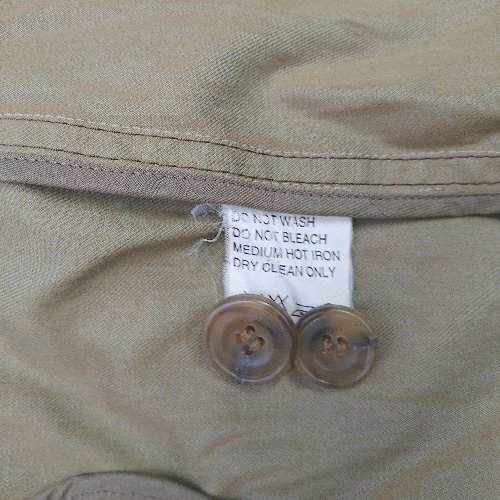 DO NOT WASH
DO NOT BLEACH
MEDIUM HOT IRON
DRY CLEAN ONLY